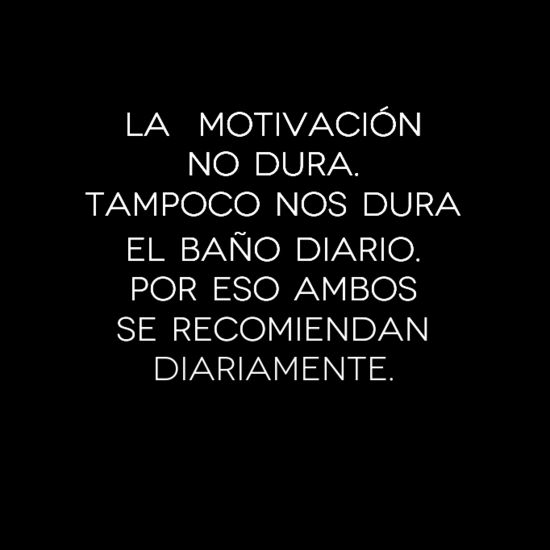 LA MOTIVACIÓN
NO DURA.
TAMPOCO NOS DURA
EL BAÑO DIARIO.
POR ESO AMBOS
SE RECOMIENDAN
DIARIAMENTE.